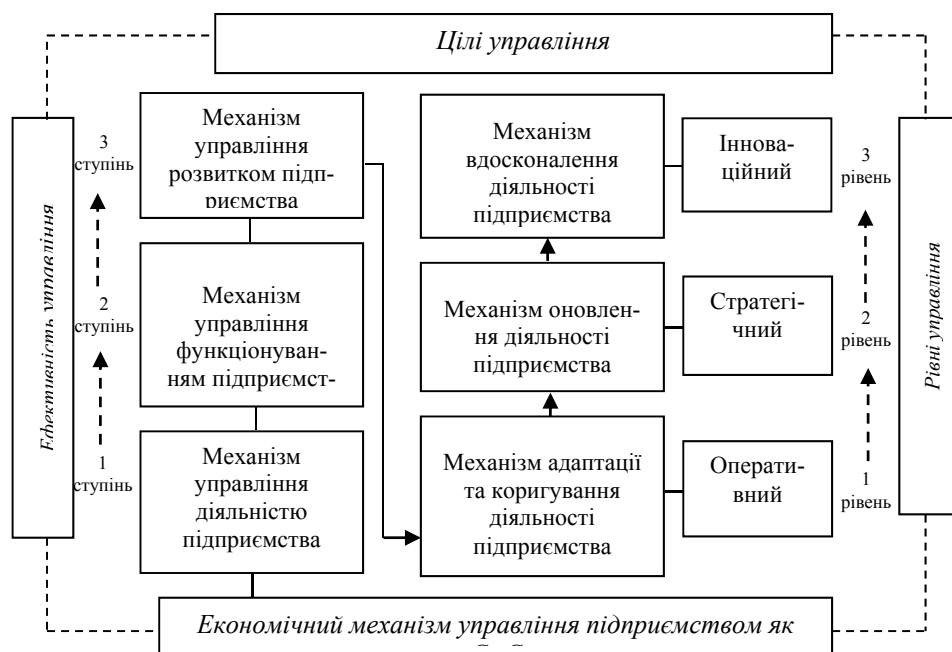 Цілі управління
Ефективність управління
3
ступінь
2
ступінь
1
ступінь
Механізм
управління
розвитком підп-
риємства
Механізм
управління
функціонуван-
ням підприємст-
Механізм
управління
діяльністю
підприємства
Механізм
вдосконалення
діяльності
підприємства
Механізм оновлен-
ня діяльності
підприємства
Механізм адаптації
та коригування
діяльності
підприємства
Іннова-
ційний
Стратегі-
чний
Операти-
вний
3
рівень
2
рівень
1
рівень
Рівні управління
Економічний механізм управління підприємством як